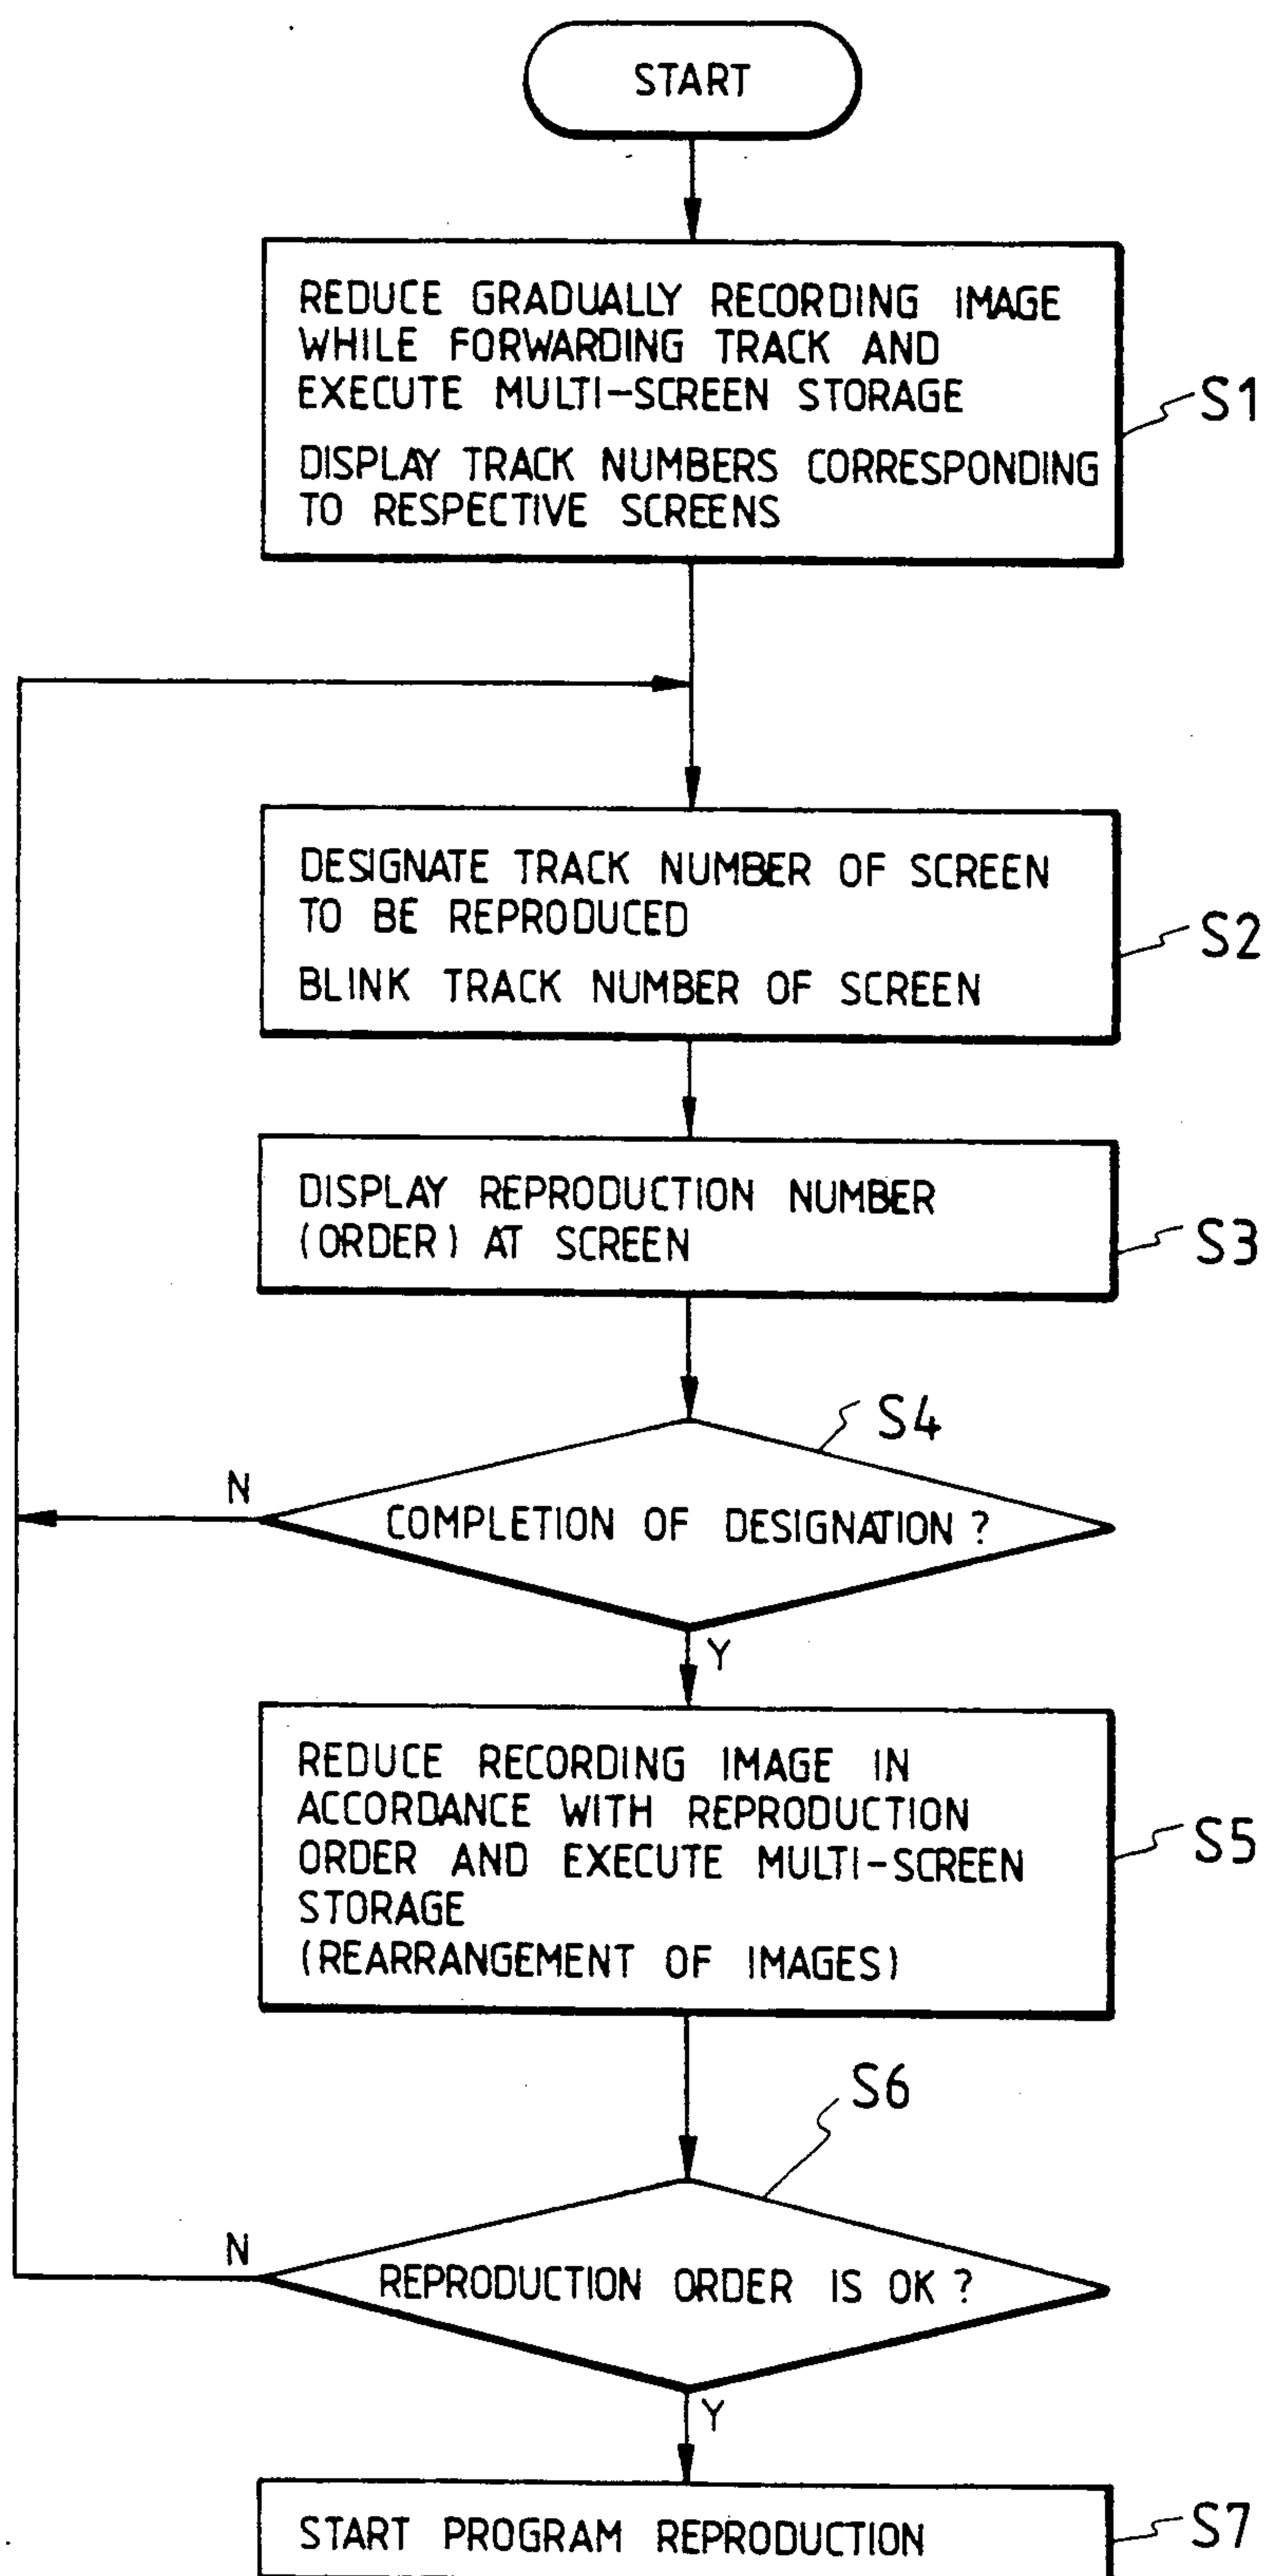 START
REDUCE GRADUALLY RECORDING IMAGE
WHILE FORWARDING TRACK AND
EXECUTE MULTI-SCREEN STORAGE
DISPLAY TRACK NUMBERS CORRESPONDING
TO RESPECTIVE SCREENS
S1
DESIGNATE TRACK NUMBER OF SCREEN
TO BE REPRODUCED
BLINK TRACK NUMBER OF SCREEN
S2
DISPLAY REPRODUCTION NUMBER
(ORDER) AT SCREEN
S3
S4
N
COMPLETION OF DESIGNATION ?
Y
REDUCE RECORDING IMAGE IN
ACCORDANCE WITH REPRODUCTION
ORDER AND EXECUTE MULTI-SCREEN
STORAGE
(REARRANGEMENT OF IMAGES)
S5
S6
N
REPRODUCTION ORDER IS OK ?
Y
START PROGRAM REPRODUCTION
S7